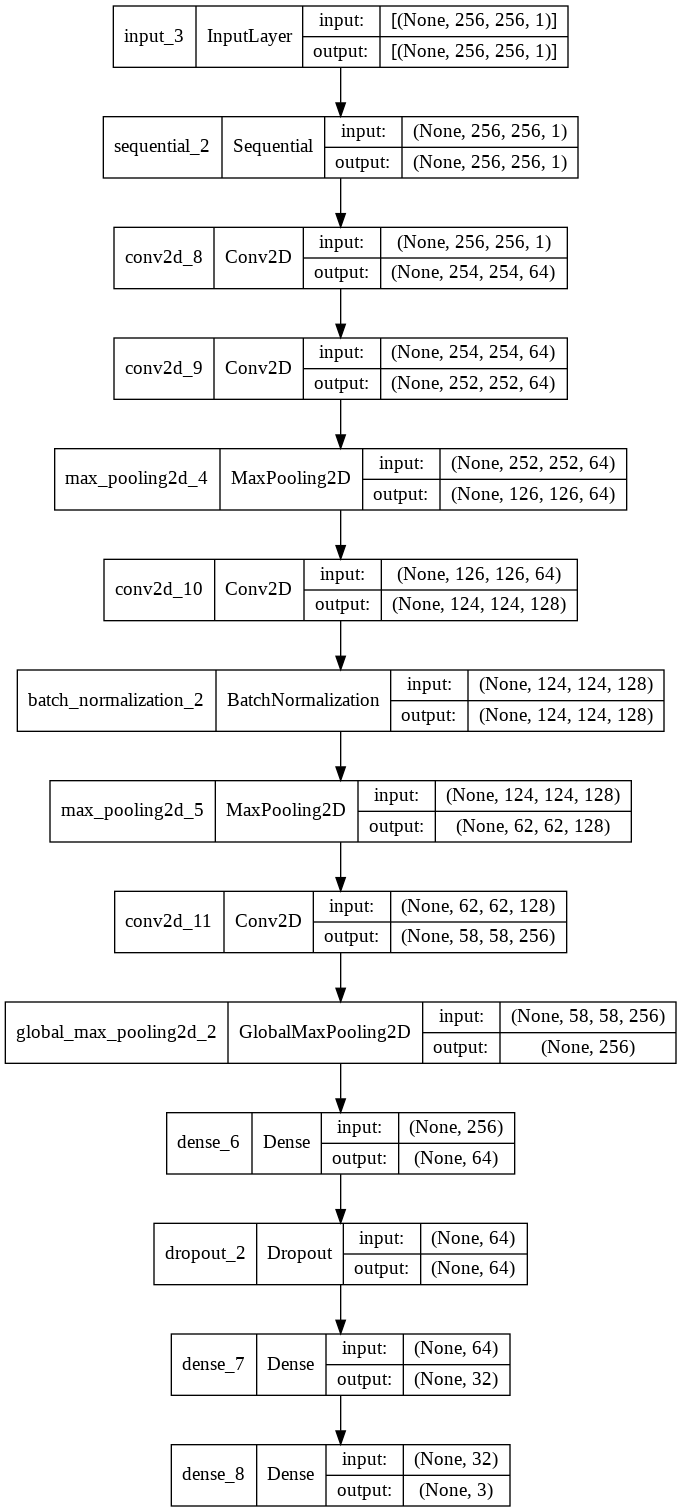 input_3 InputLayer input: [(None, 256, 256, 1)]
output: [(None, 256, 256, 1)]
sequential_2 Sequential input: (None, 256, 256, 1)
output: (None, 256, 256, 1)
conv2d_8 Conv2D input: (None, 256, 256, 1)
output: (None, 254, 254, 64)
conv2d_9 Conv2D input: (None, 254, 254, 64)
output: (None, 252, 252, 64)
max_pooling2d_4 MaxPooling2D input: (None, 252, 252, 64)
output: (None, 126, 126, 64)
conv2d_10 Conv2D input: (None, 126, 126, 64)
output: (None, 124, 124, 128)
batch_normalization_2 BatchNormalization input: (None, 124, 124, 128)
output: (None, 124, 124, 128)
max_pooling2d_5 MaxPooling2D input: (None, 124, 124, 128)
output: (None, 62, 62, 128)
conv2d_11 Conv2D input: (None, 62, 62, 128)
output: (None, 58, 58, 256)
global_max_pooling2d_2 GlobalMaxPooling2D input: (None, 58, 58, 256)
output: (None, 256)
dense_6 Dense input: (None, 256)
output: (None, 64)
dropout_2 Dropout input: (None, 64)
output: (None, 64)
dense_7 Dense input: (None, 64)
output: (None, 32)
dense_8 Dense input: (None, 32)
output: (None, 3)